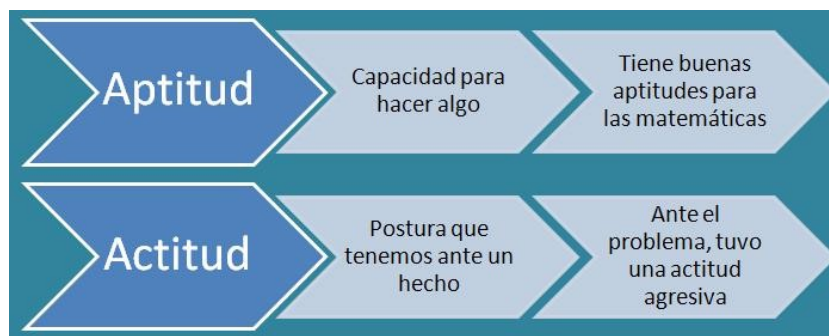 Aptitud
Capacidad para
hacer algo
Tiene buenas
aptitudes para
las matemáticas
Actitud
Postura que
tenemos ante un
hecho
Ante el
problema, tuvo
una actitud
agresiva